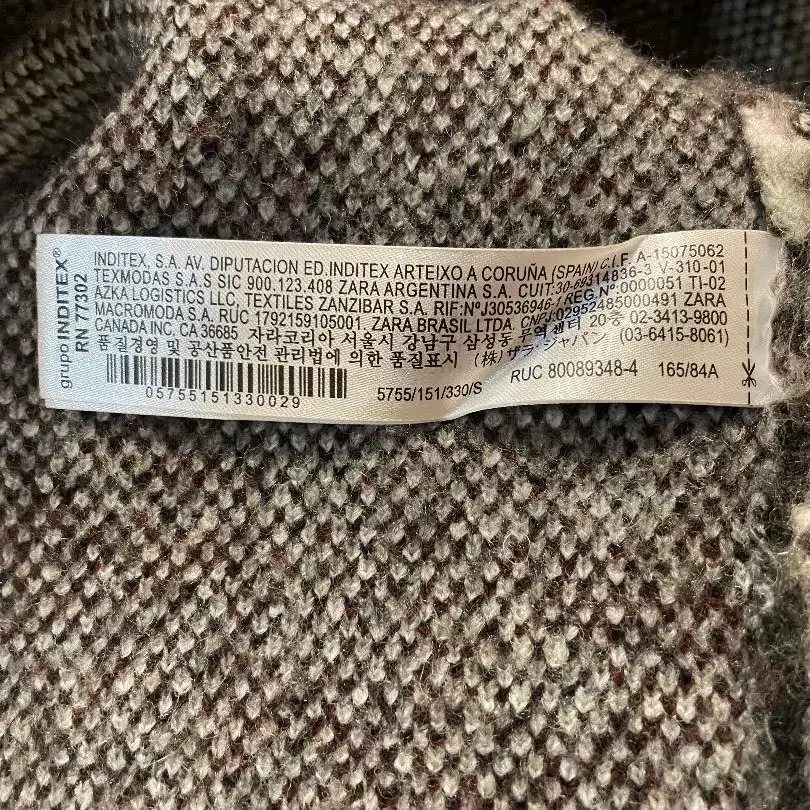 grupo INDITEX®
RN 77302
INDITEX, S.A. AV. DIPUTACION ED.INDITEX ARTEIXO A CORUÑA (SPAIN) C.I.F. A-15075062
TEXMODAS S.A.S SIC 900.123.408 ZARA ARGENTINA S.A. CUIT:30-69314836-3 V-310-01
AZKA LOGISTICS LLC, TEXTILES ZANZIBAR S.A. RIF:NºJ30536946-1 REG.Nº:0000051 TI-02
MACROMODA S.A. RUC 1792159105001. ZARA BRASIL LTDA. CNPJ:02952485000491 ZARA
CANADA INC. CA 36685 자라코리아 서울시 강남구 삼성동 무역센터 20층 02-3413-9800
품질경영 및 공산품안전 관리법에 의한 품질표시 (株) ザラ・ジャパン (03-6415-8061)
05755151330029
5755/151/330/S
RUC 80089348-4
165/84A